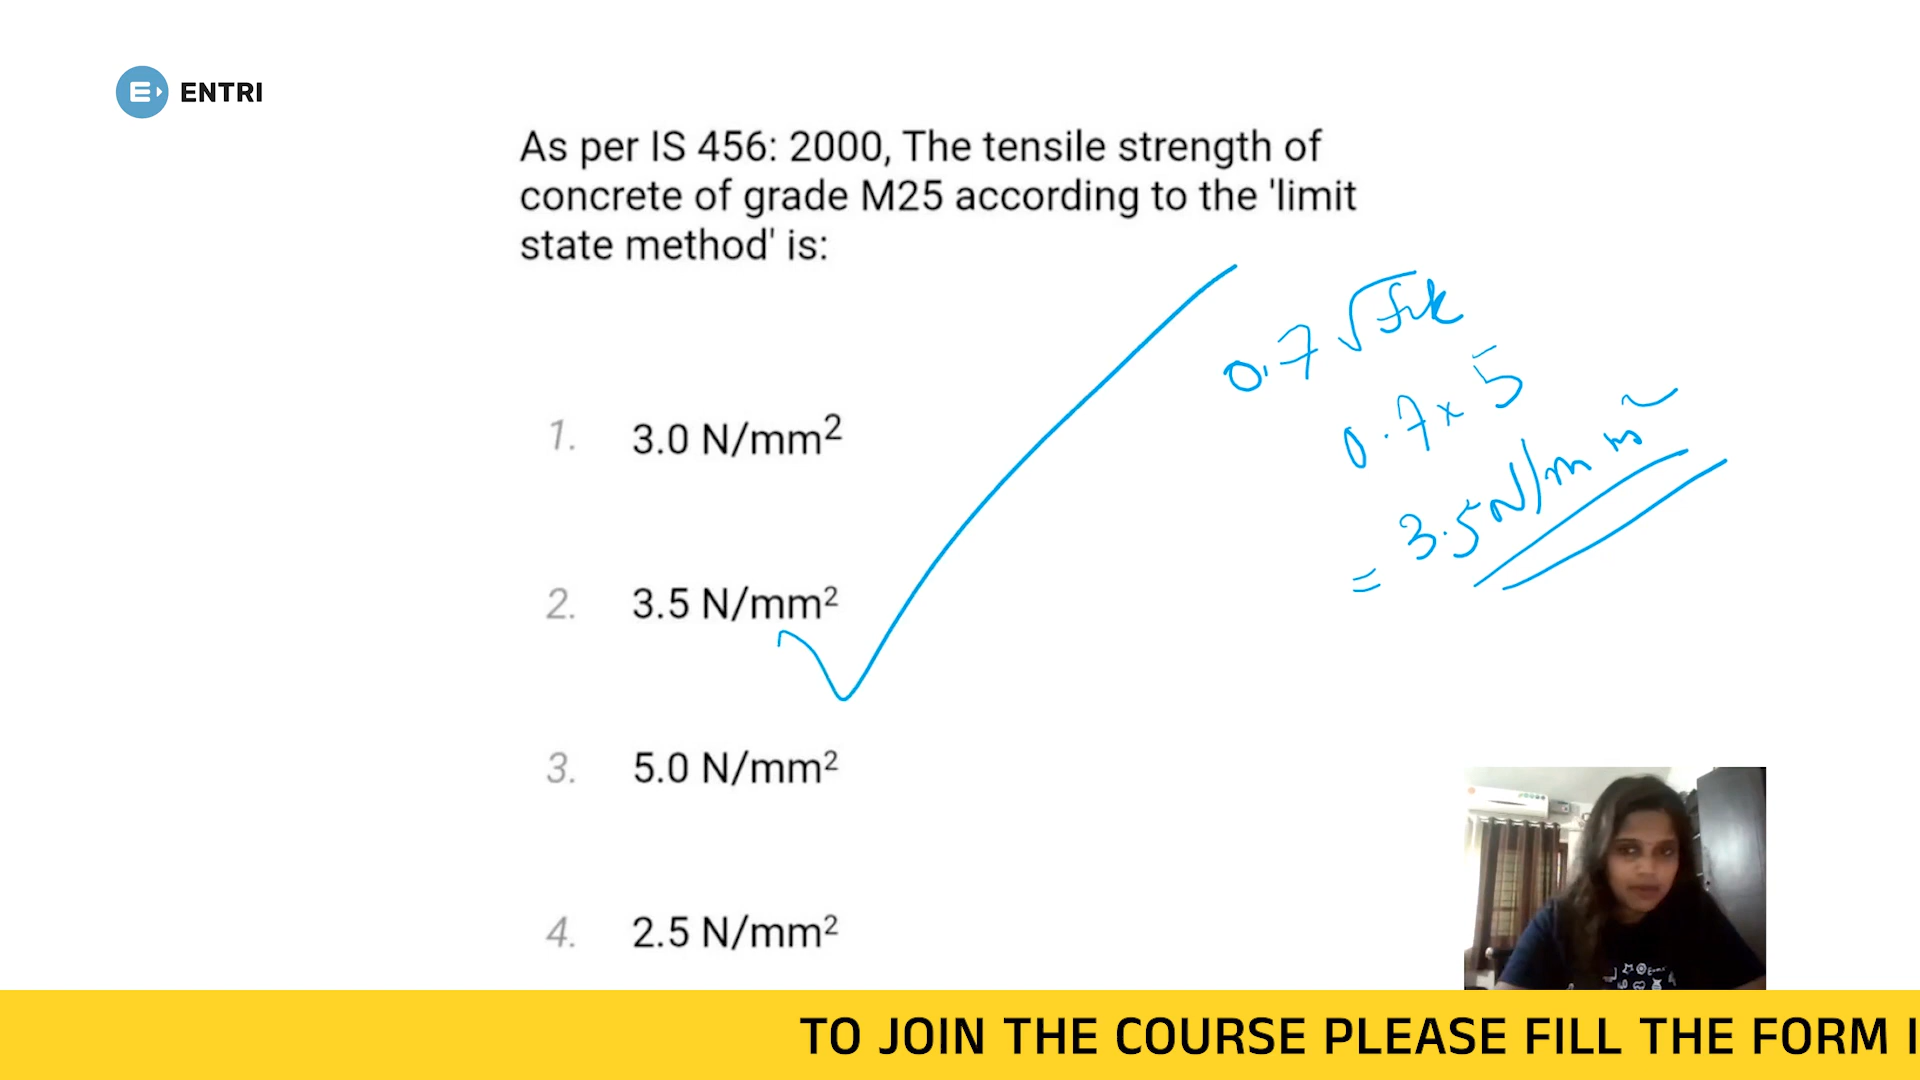 ENTRI
As per IS 456: 2000, The tensile strength of
concrete of grade M25 according to the 'limit
state method' is:
0.7 √fck
0.7 × 5
= 3.5 N/mm²
1. 3.0 N/mm²
2. 3.5 N/mm²
3. 5.0 N/mm²
4. 2.5 N/mm²
TO JOIN THE COURSE PLEASE FILL THE FORM I